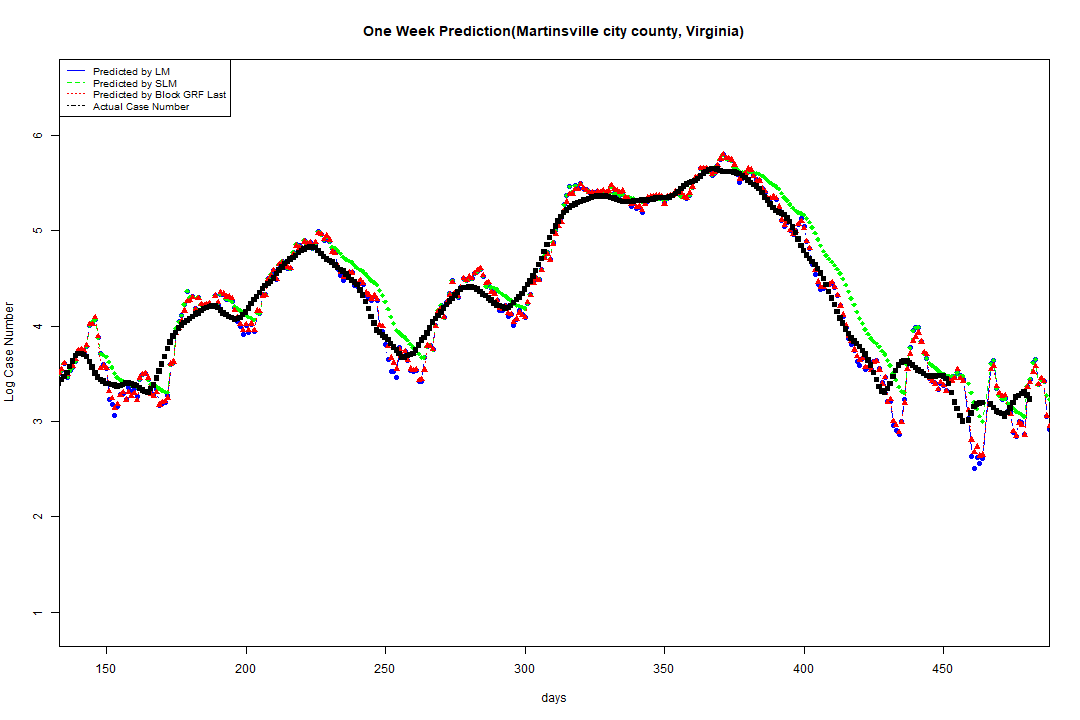 One Week Prediction(Martinsville city county, Virginia)
Predicted by LM
Predicted by SLM
Predicted by Block GRF Last
Actual Case Number
Log Case Number
6
5
4
3
2
1
150 200 250 300 350 400 450
days